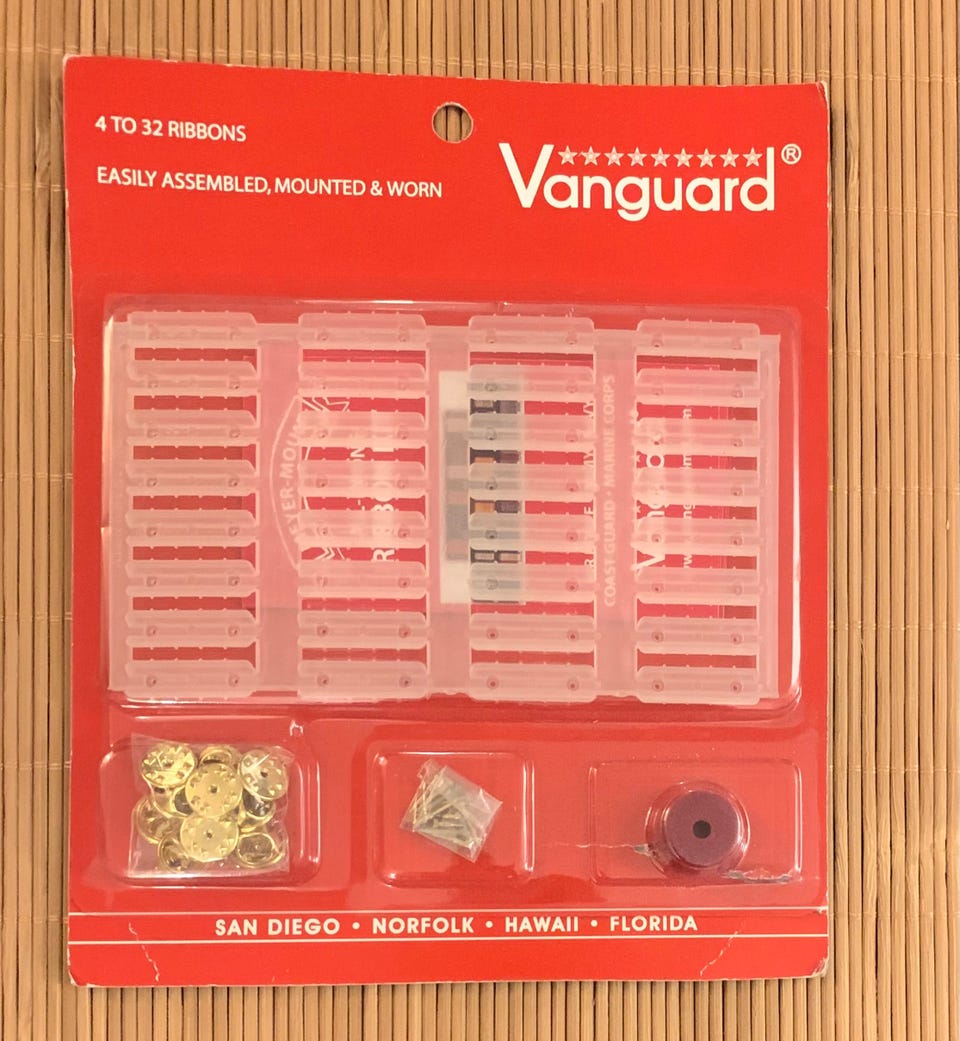 4 TO 32 RIBBONS
EASILY ASSEMBLED, MOUNTED & WORN
Vanguard®
COAST GUARD • MARINE CORPS
SAN DIEGO • NORFOLK • HAWAII • FLORIDA